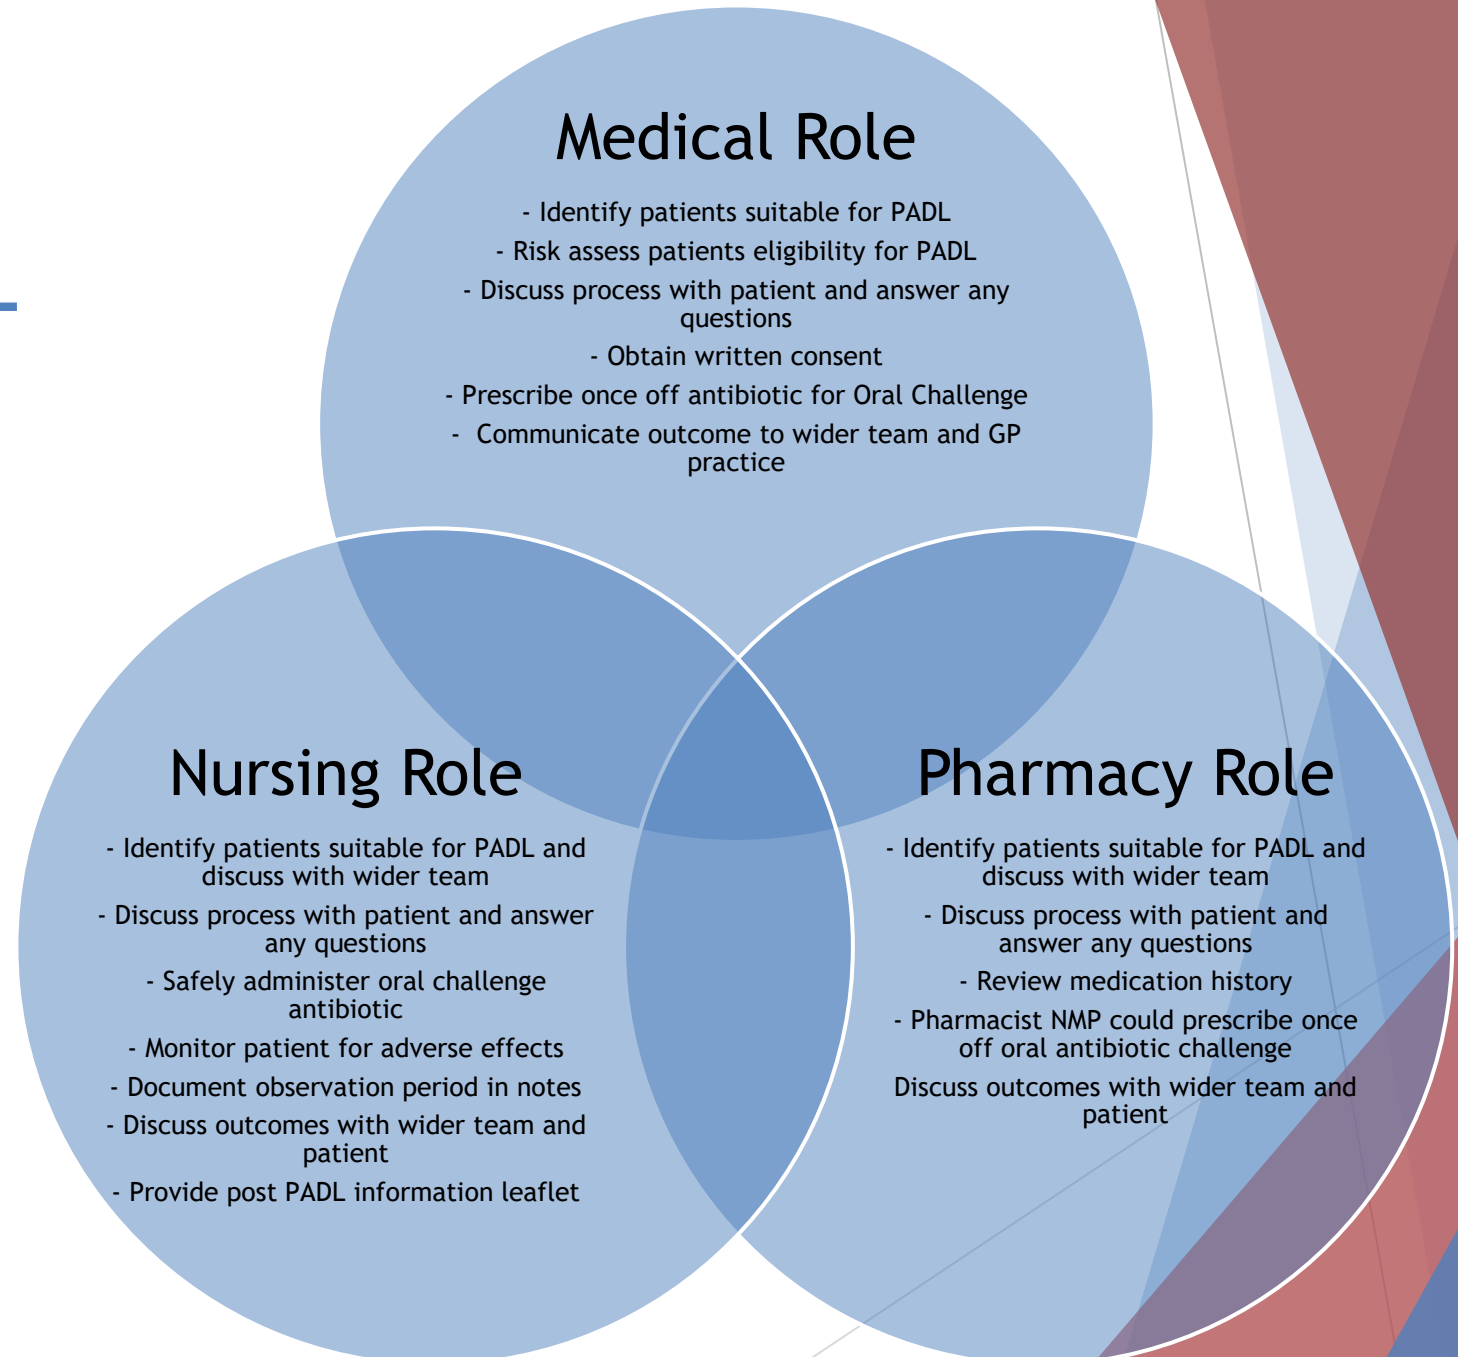 Medical Role
- Identify patients suitable for PADL
- Risk assess patients eligibility for PADL
- Discuss process with patient and answer any
questions
- Obtain written consent
- Prescribe once off antibiotic for Oral Challenge
- Communicate outcome to wider team and GP
practice
Nursing Role
- Identify patients suitable for PADL and
discuss with wider team
- Discuss process with patient and answer
any questions
- Safely administer oral challenge
antibiotic
- Monitor patient for adverse effects
- Document observation period in notes
- Discuss outcomes with wider team and
patient
- Provide post PADL information leaflet
Pharmacy Role
- Identify patients suitable for PADL and
discuss with wider team
- Discuss process with patient and
answer any questions
- Review medication history
- Pharmacist NMP could prescribe once
off oral antibiotic challenge
Discuss outcomes with wider team and
patient